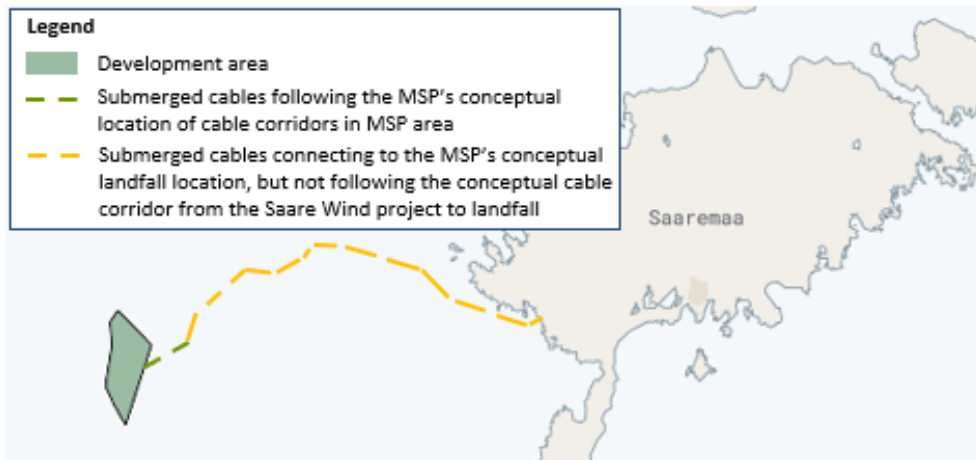 Legend
Development area
Submerged cables following the MSP's conceptual
location of cable corridors in MSP area
Submerged cables connecting to the MSP's conceptual
landfall location, but not following the conceptual cable
corridor from the Saare Wind project to landfall
Saaremaa